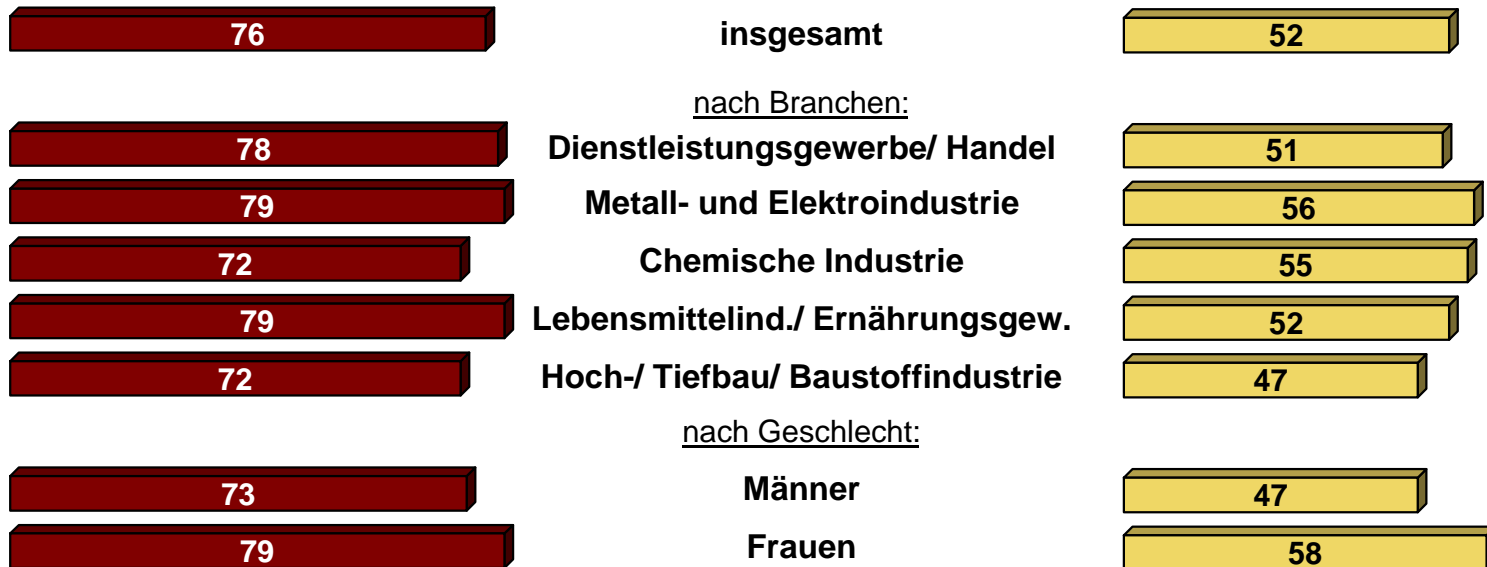 76 insgesamt 52
nach Branchen:
78 Dienstleistungsgewerbe/ Handel 51
79 Metall- und Elektroindustrie 56
72 Chemische Industrie 55
79 Lebensmittelind./ Ernährungsgew. 52
72 Hoch-/ Tiefbau/ Baustoffindustrie 47
nach Geschlecht:
73 Männer 47
79 Frauen 58